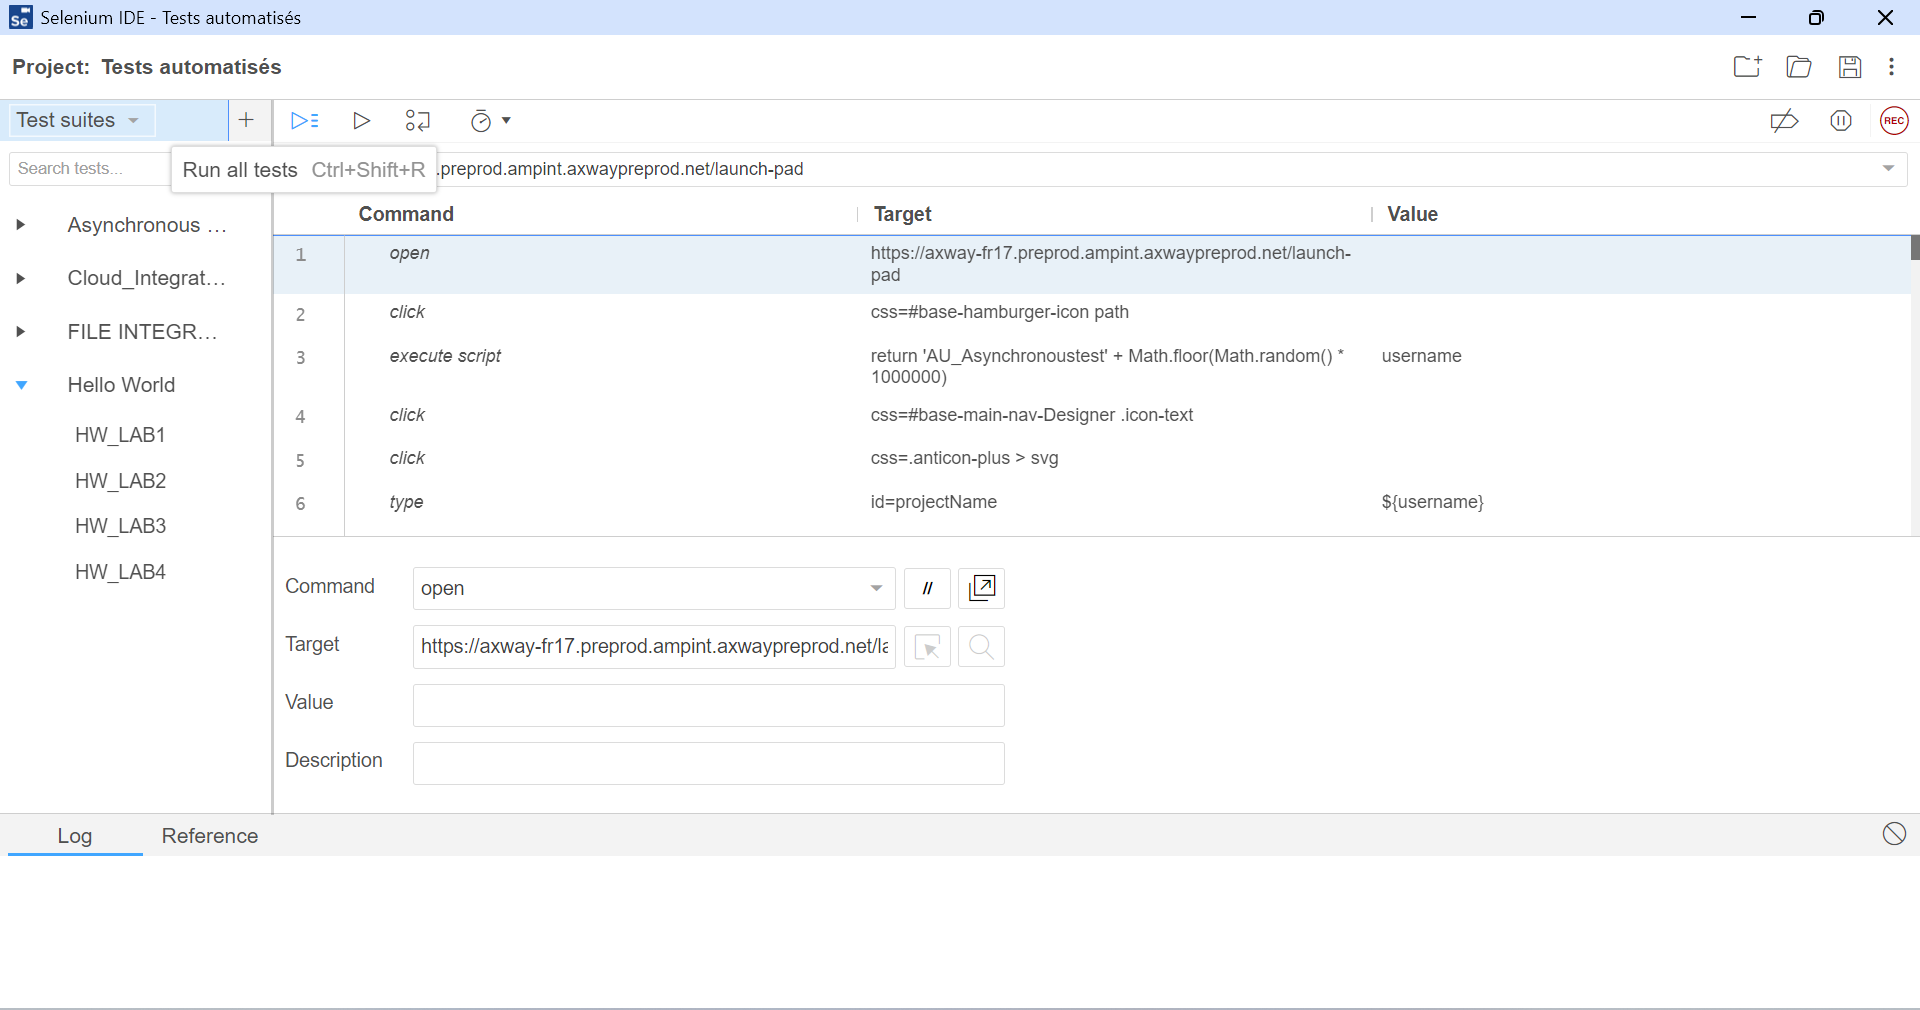 Se Selenium IDE - Tests automatisés
Project: Tests automatisés
Test suites
REC
Search tests...
Run all tests Ctrl+Shift+R
.preprod.ampint.axwaypreprod.net/launch-pad
Command Target Value
1 open https://axway-fr17.preprod.ampint.axwaypreprod.net/launch-
pad
2 click css=#base-hamburger-icon path
3 execute script return 'AU_Asynchronoustest' + Math.floor(Math.random() * username
1000000)
4 click css=#base-main-nav-Designer .icon-text
5 click css=.anticon-plus > svg
6 type id=projectName ${username}
Asynchronous ...
Cloud_Integrat...
FILE INTEGR...
Hello World
HW_LAB1
HW_LAB2
HW_LAB3
HW_LAB4
Command open //
Target https://axway-fr17.preprod.ampint.axwaypreprod.net/la
Value
Description
Log Reference